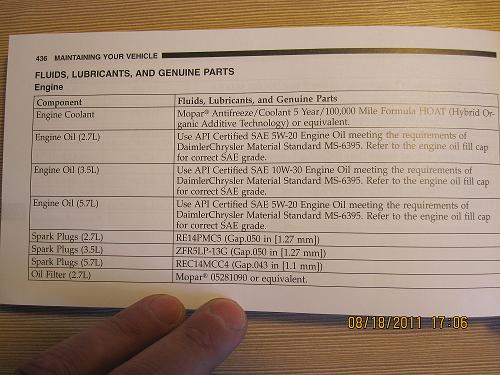 436 MAINTAINING YOUR VEHICLE
FLUIDS, LUBRICANTS, AND GENUINE PARTS
Engine
Component Fluids, Lubricants, and Genuine Parts
Engine Coolant Mopar® Antifreeze/Coolant 5 Year/100,000 Mile Formula HOAT (Hybrid Or-
ganic Additive Technology) or equivalent.
Engine Oil (2.7L) Use API Certified SAE 5W-20 Engine Oil meeting the requirements of
DaimlerChrysler Material Standard MS-6395. Refer to the engine oil fill cap
for correct SAE grade.
Engine Oil (3.5L) Use API Certified SAE 10W-30 Engine Oil meeting the requirements of
DaimlerChrysler Material Standard MS-6395. Refer to the engine oil fill cap
for correct SAE grade.
Engine Oil (5.7L) Use API Certified SAE 5W-20 Engine Oil meeting the requirements of
DaimlerChrysler Material Standard MS-6395. Refer to the engine oil fill cap
for correct SAE grade.
Spark Plugs (2.7L) RE14PMC5 (Gap.050 in [1.27 mm])
Spark Plugs (3.5L) ZFR5LP-13G (Gap.050 in [1.27 mm])
Spark Plugs (5.7L) REC14MCC4 (Gap.043 in [1.1 mm])
Oil Filter (2.7L) Mopar® 05281090 or equivalent.
08/18/2011 17:06